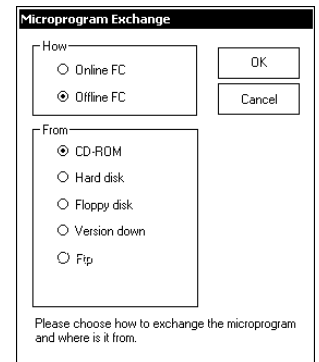 Microprogram Exchange
How
Online FC
Offline FC
OK
Cancel
From
CD-ROM
Hard disk
Floppy disk
Version down
Ftp
Please choose how to exchange the microprogram
and where is it from.